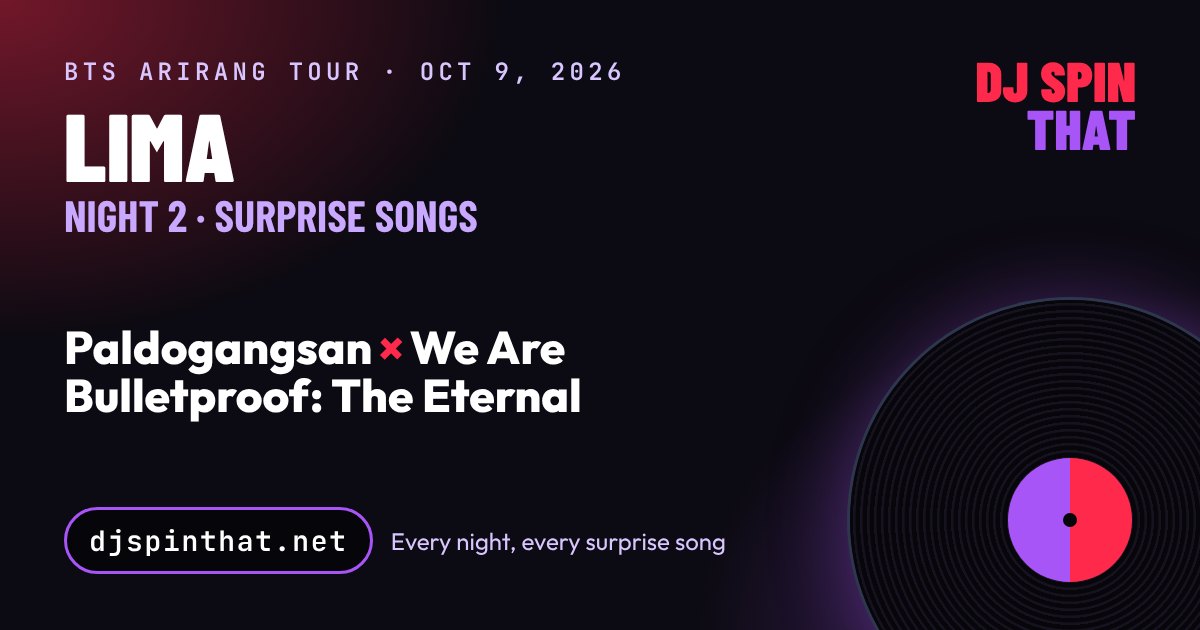 BTS ARIRANG TOUR · OCT 9, 2026
DJ SPIN
THAT
LIMA
NIGHT 2 · SURPRISE SONGS
Paldogangsan × We Are
Bulletproof: The Eternal
djspinthat.net
Every night, every surprise song